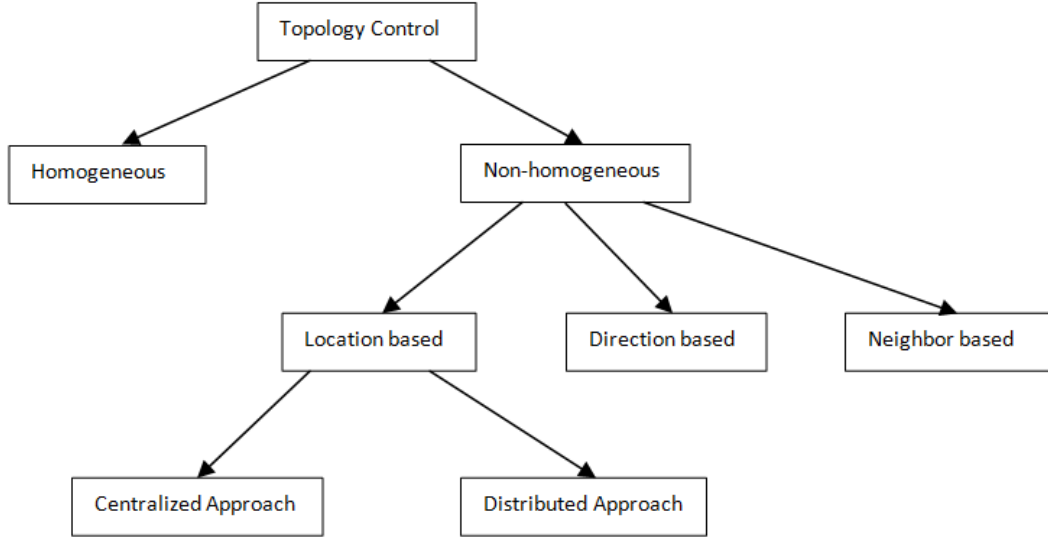 Topology Control
Homogeneous
Non-homogeneous
Location based
Direction based
Neighbor based
Centralized Approach
Distributed Approach